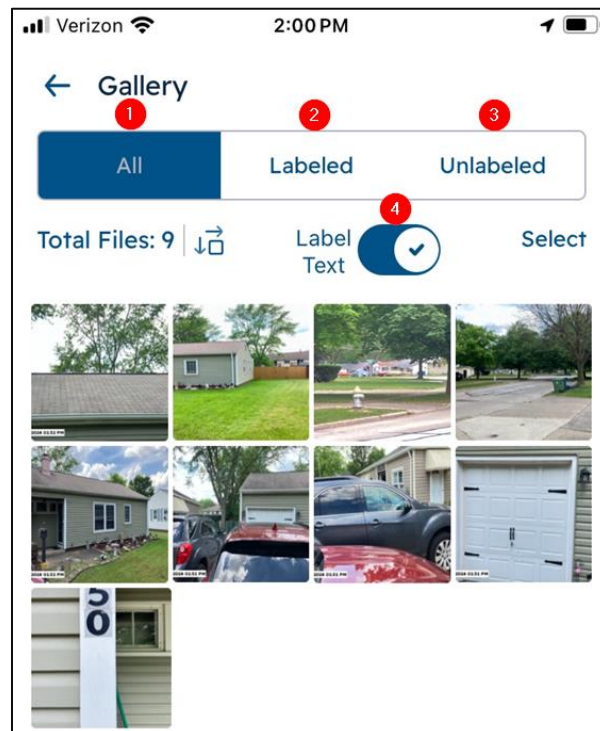 Verizon 2:00 PM
Gallery
1 2 3
All Labeled Unlabeled
4
Total Files: 9 Label Text Select
50